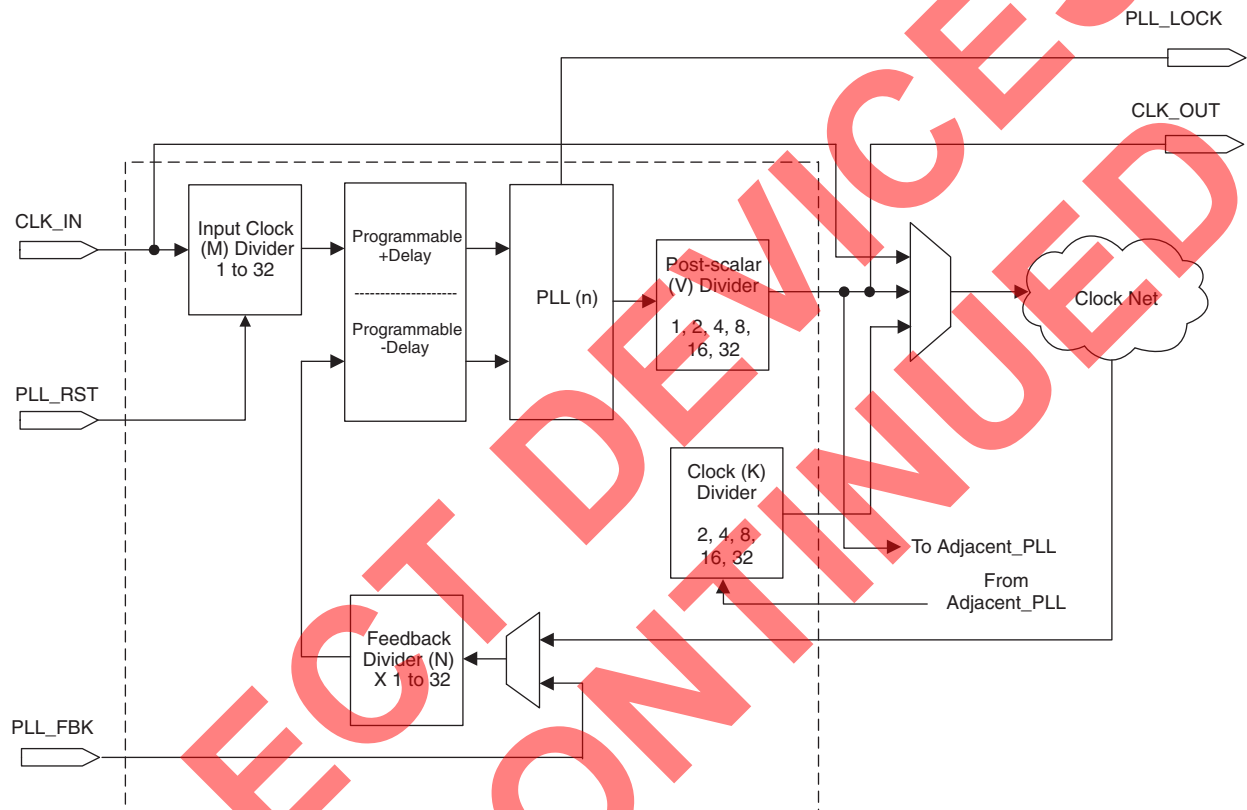 PLL_LOCK
CLK_OUT
CLK_IN
Input Clock
(M) Divider
1 to 32
Programmable
+Delay
Programmable
-Delay
PLL (n)
Post-scalar
(V) Divider
1, 2, 4, 8,
16, 32
Clock Net
PLL_RST
Clock (K)
Divider
2, 4, 8,
16, 32
To Adjacent_PLL
From
Adjacent_PLL
Feedback
Divider (N)
X 1 to 32
PLL_FBK
ECT DEVICES
ONTINUED